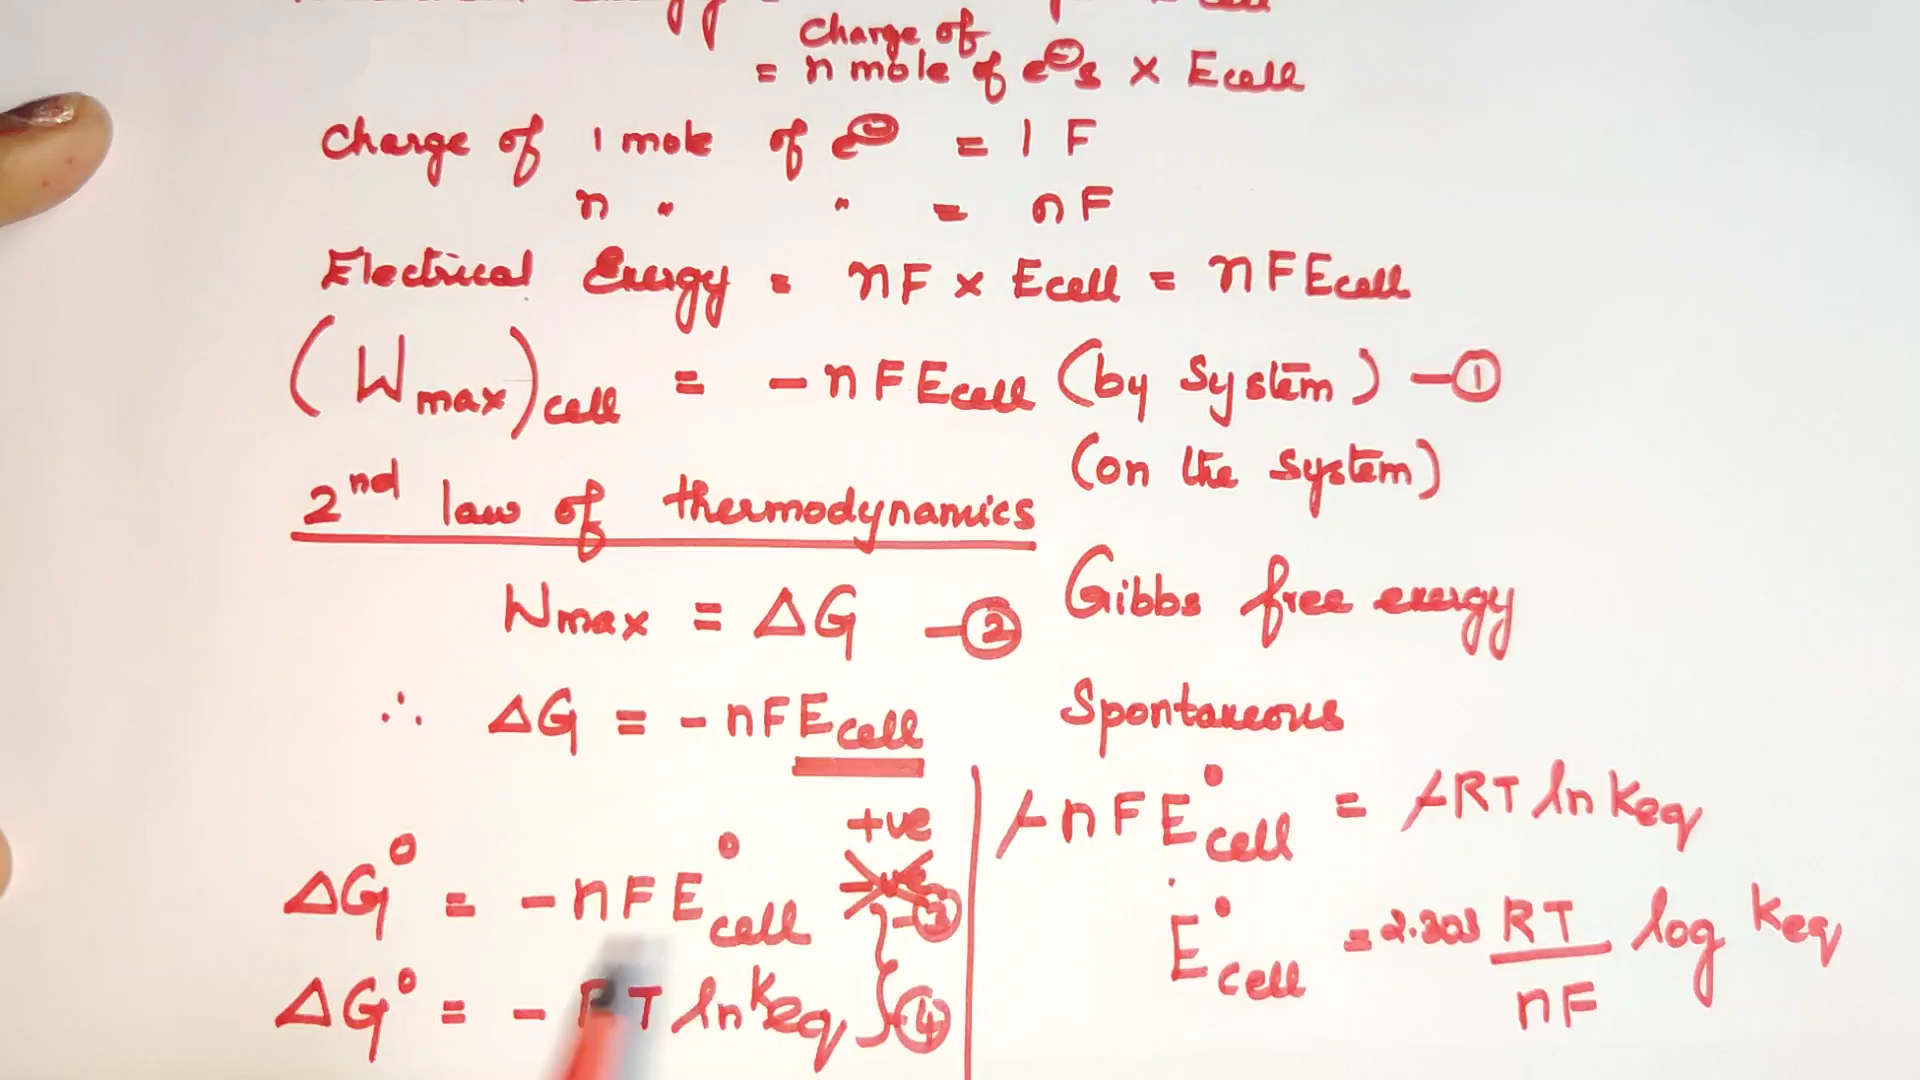 Charge of
= n mole of e⊖s × Ecell
Charge of 1 mole of e⊖ = 1 F
n " " = nF
Electrical Energy = nF × Ecell = nFEcell
(Wmax)cell = - nFEcell (by system) - ①
(on the system)
2nd law of thermodynamics
Wmax = ΔG - ②
Gibbs free energy
∴ ΔG = - nFEcell
Spontaneous
+ve
-ve
ΔG° = - nFE°cell - ③
ΔG° = - RT ln Keq - ④
- nFE°cell = - RT ln Keq
E°cell = 2.303 RT/nF log Keq